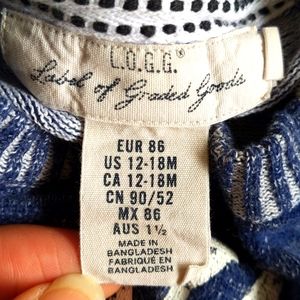 L.O.G.G.®
Label of Graded Goods
EUR 86
US 12-18M
CA 12-18M
CN 90/52
MX 86
AUS 1½
MADE IN
BANGLADESH
FABRIQUÉ EN
BANGLADESH